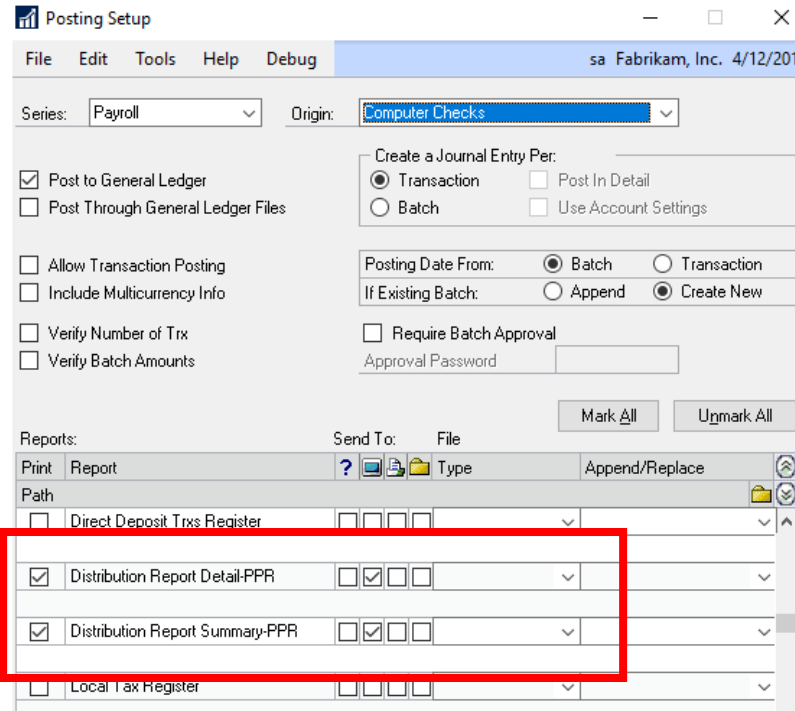 Posting Setup
File Edit Tools Help Debug sa Fabrikam, Inc. 4/12/201
Series: Payroll Origin: Computer Checks
Create a Journal Entry Per:
Post to General Ledger Transaction Post In Detail
Post Through General Ledger Files Batch Use Account Settings
Allow Transaction Posting Posting Date From: Batch Transaction
Include Multicurrency Info If Existing Batch: Append Create New
Verify Number of Trx Require Batch Approval
Verify Batch Amounts Approval Password
Mark All Unmark All
Reports: Send To: File
Print Report ? Type Append/Replace
Path
Direct Deposit Trxs Register
Distribution Report Detail-PPR
Distribution Report Summary-PPR
Local Tax Register